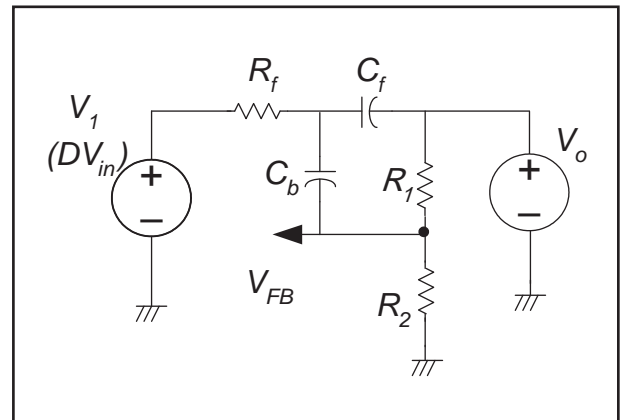 R_f
C_f
V_1
(DV_in)
+
−
C_b
R_1
V_o
+
−
V_FB
R_2